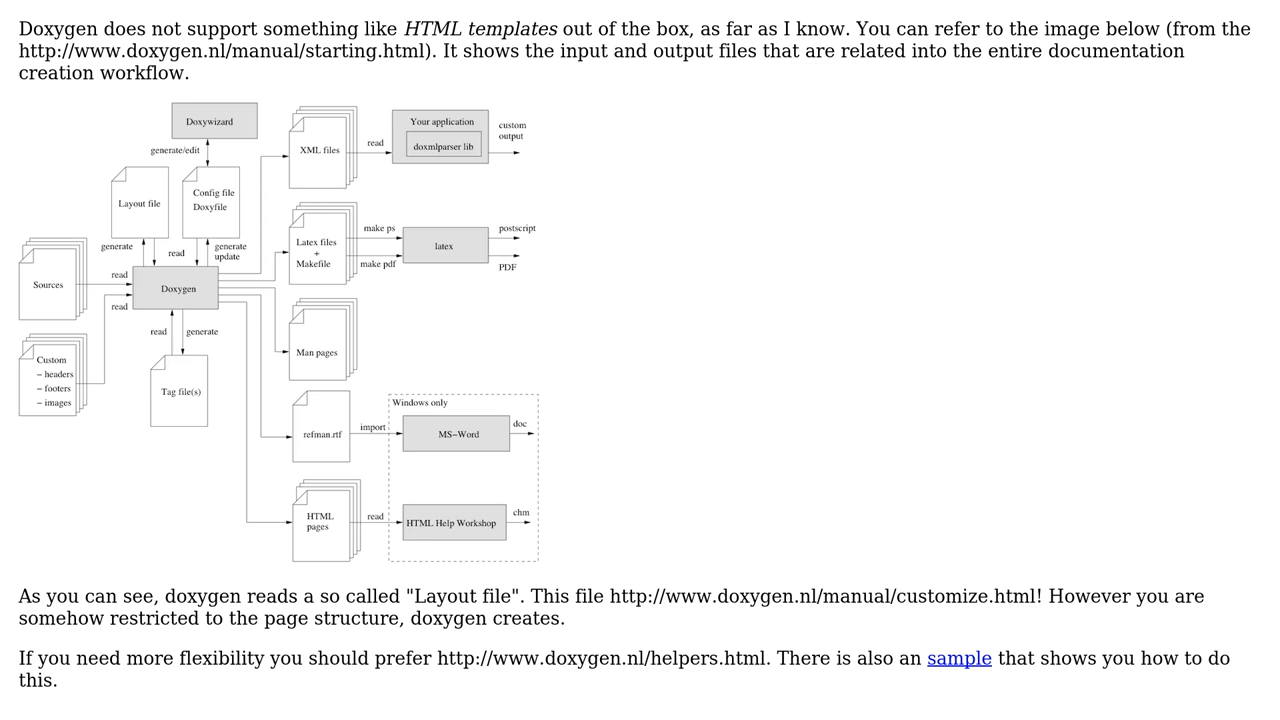 Doxygen does not support something like HTML templates out of the box, as far as I know. You can refer to the image below (from the
http://www.doxygen.nl/manual/starting.html). It shows the input and output files that are related into the entire documentation
creation workflow.
Doxywizard
generate/edit
Layout file
Config file
Doxyfile
generate
read
generate
update
Sources
read
read
Doxygen
Custom
– headers
– footers
– images
read
generate
Tag file(s)
XML files
read
Your application
doxmlparser lib
custom
output
Latex files
+
Makefile
make ps
make pdf
latex
postscript
PDF
Man pages
refman.rtf
import
Windows only
MS–Word
doc
HTML
pages
read
HTML Help Workshop
chm
As you can see, doxygen reads a so called "Layout file". This file http://www.doxygen.nl/manual/customize.html! However you are
somehow restricted to the page structure, doxygen creates.
If you need more flexibility you should prefer http://www.doxygen.nl/helpers.html. There is also an sample that shows you how to do
this.